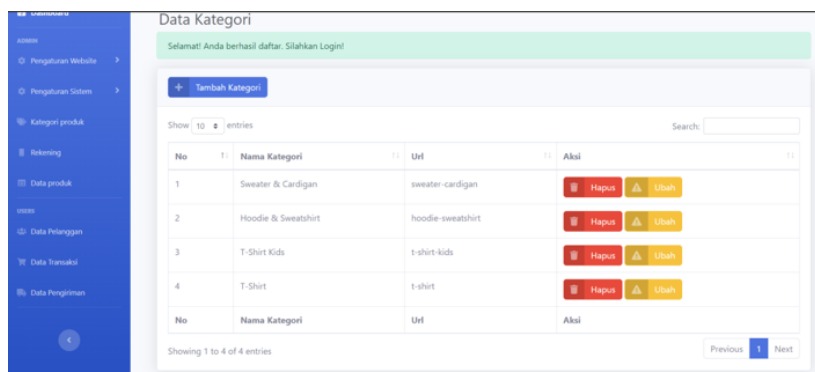 Dashboard
Data Kategori
Selamat! Anda berhasil daftar. Silahkan Login!
ADMIN
Pengaturan Website
Pengaturan Sistem
Kategori produk
Rekening
Data produk
USERS
Data Pelanggan
Data Transaksi
Data Pengiriman
Tambah Kategori
Show 10 entries
Search:
No Nama Kategori Url Aksi
1 Sweater & Cardigan sweater-cardigan Hapus Ubah
2 Hoodie & Sweatshirt hoodie-sweatshirt Hapus Ubah
3 T-Shirt Kids t-shirt-kids Hapus Ubah
4 T-Shirt t-shirt Hapus Ubah
No Nama Kategori Url Aksi
Showing 1 to 4 of 4 entries
Previous 1 Next